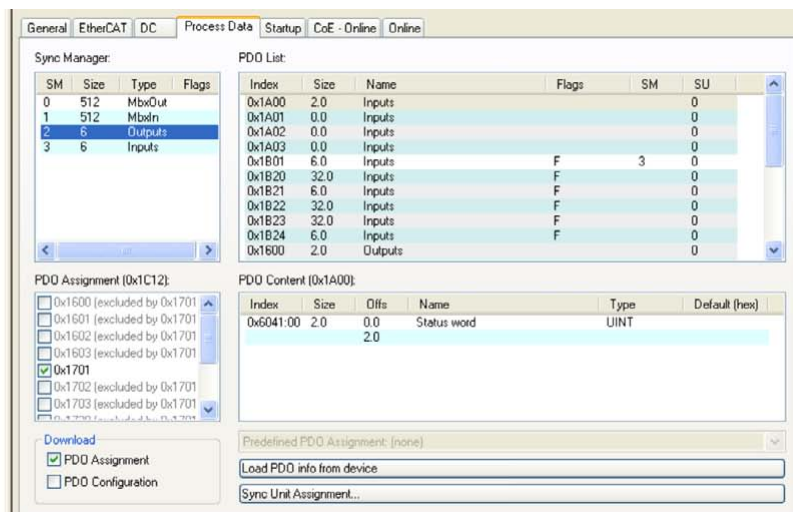 General EtherCAT DC Process Data Startup CoE - Online Online
Sync Manager:
SM Size Type Flags
0 512 MbxOut
1 512 MbxIn
2 6 Outputs
3 6 Inputs
PDO List:
Index Size Name Flags SM SU
0x1A00 2.0 Inputs 0
0x1A01 0.0 Inputs 0
0x1A02 0.0 Inputs 0
0x1A03 0.0 Inputs 0
0x1B01 6.0 Inputs F 3 0
0x1B20 32.0 Inputs F 0
0x1B21 6.0 Inputs F 0
0x1B22 32.0 Inputs F 0
0x1B23 32.0 Inputs F 0
0x1B24 6.0 Inputs F 0
0x1600 2.0 Outputs 0
PDO Assignment (0x1C12):
0x1600 (excluded by 0x1701
0x1601 (excluded by 0x1701
0x1602 (excluded by 0x1701
0x1603 (excluded by 0x1701
0x1701
0x1702 (excluded by 0x1701
0x1703 (excluded by 0x1701
PDO Content (0x1A00):
Index Size Offs Name Type Default (hex)
0x6041:00 2.0 0.0 Status word UINT
2.0
Download
PDO Assignment
PDO Configuration
Predefined PDO Assignment: (none)
Load PDO info from device
Sync Unit Assignment...